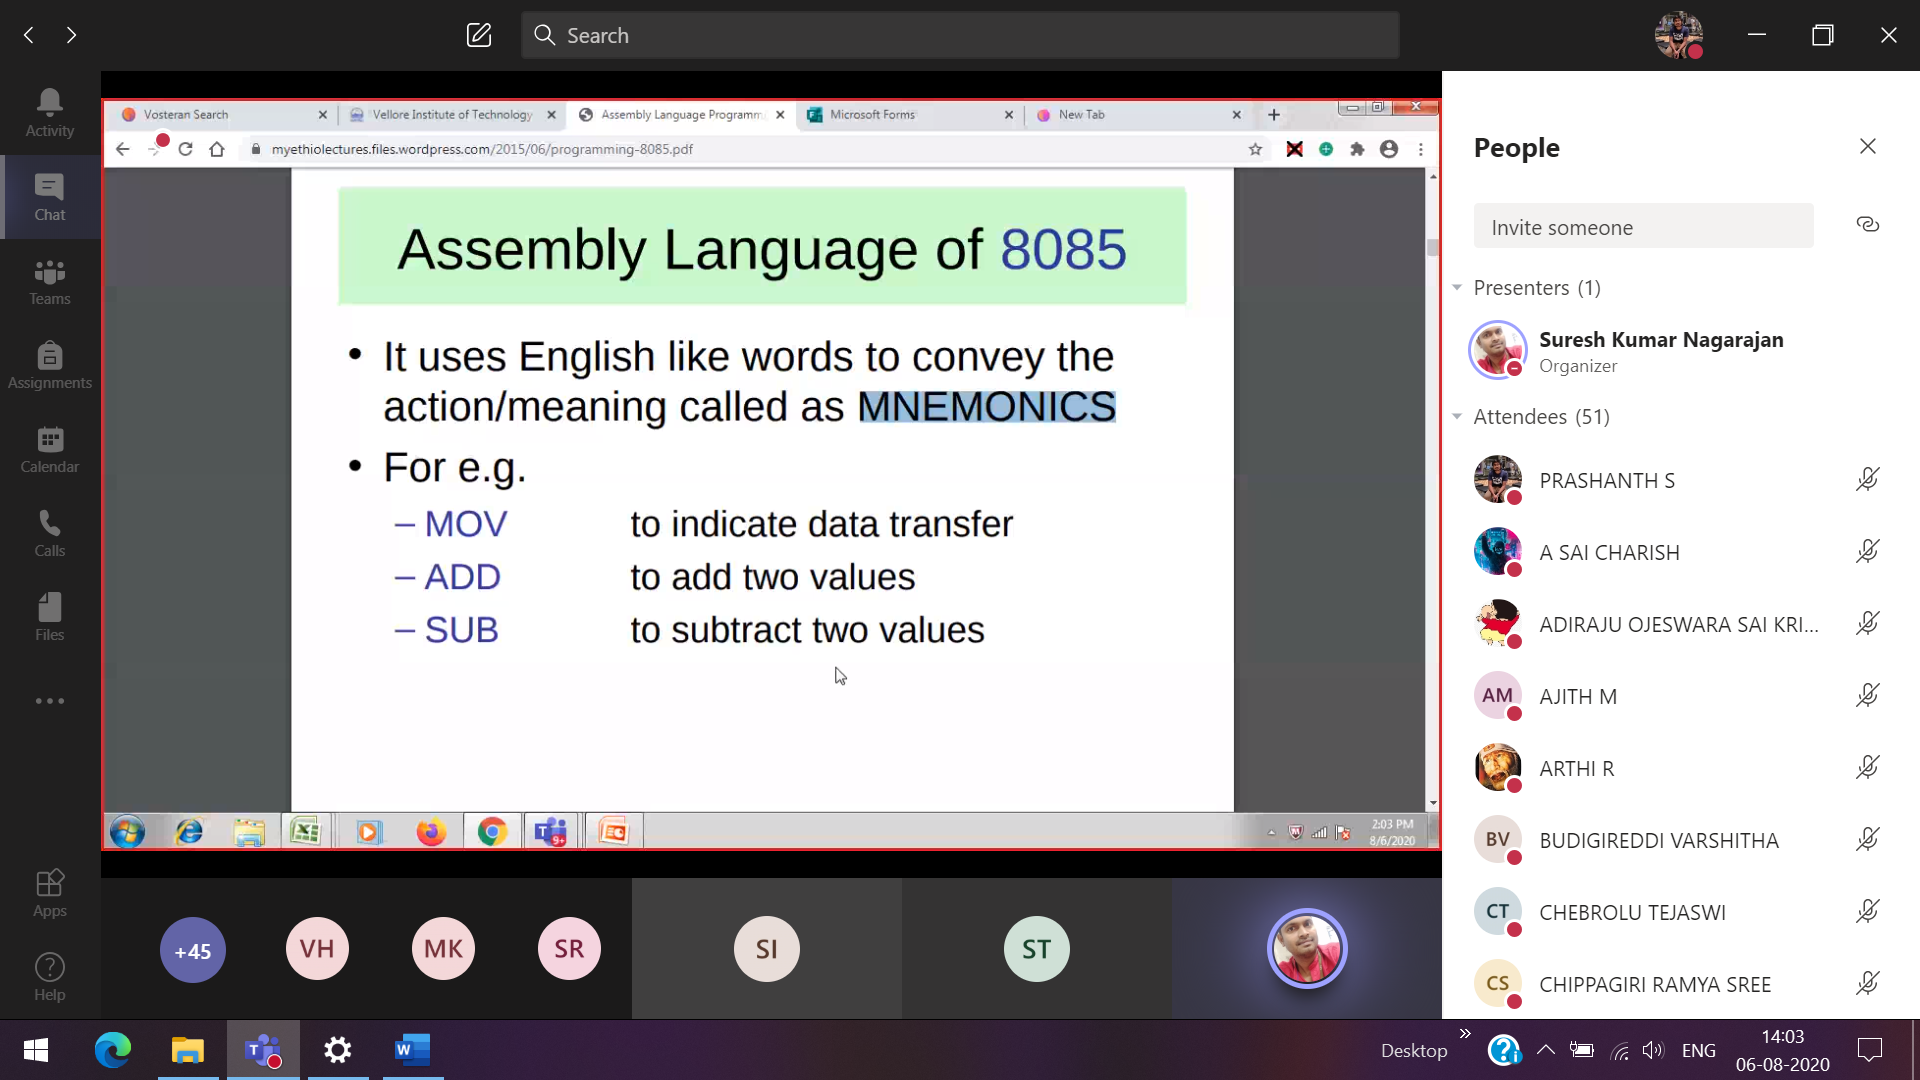 Search
Activity
Chat
Teams
Assignments
Calendar
Calls
Files
Apps
Help
Vosteran Search
Vellore Institute of Technology
Assembly Language Programm
Microsoft Forms
New Tab
myethiolectures.files.wordpress.com/2015/06/programming-8085.pdf
Assembly Language of 8085
• It uses English like words to convey the
action/meaning called as MNEMONICS
• For e.g.
– MOV to indicate data transfer
– ADD to add two values
– SUB to subtract two values
9+
2:03 PM
8/6/2020
+45
VH
MK
SR
SI
ST
People
Invite someone
Presenters (1)
Suresh Kumar Nagarajan
Organizer
Attendees (51)
PRASHANTH S
A SAI CHARISH
ADIRAJU OJESWARA SAI KRI...
AM AJITH M
ARTHI R
BV BUDIGIREDDI VARSHITHA
CT CHEBROLU TEJASWI
CS CHIPPAGIRI RAMYA SREE
Desktop
ENG
14:03
06-08-2020